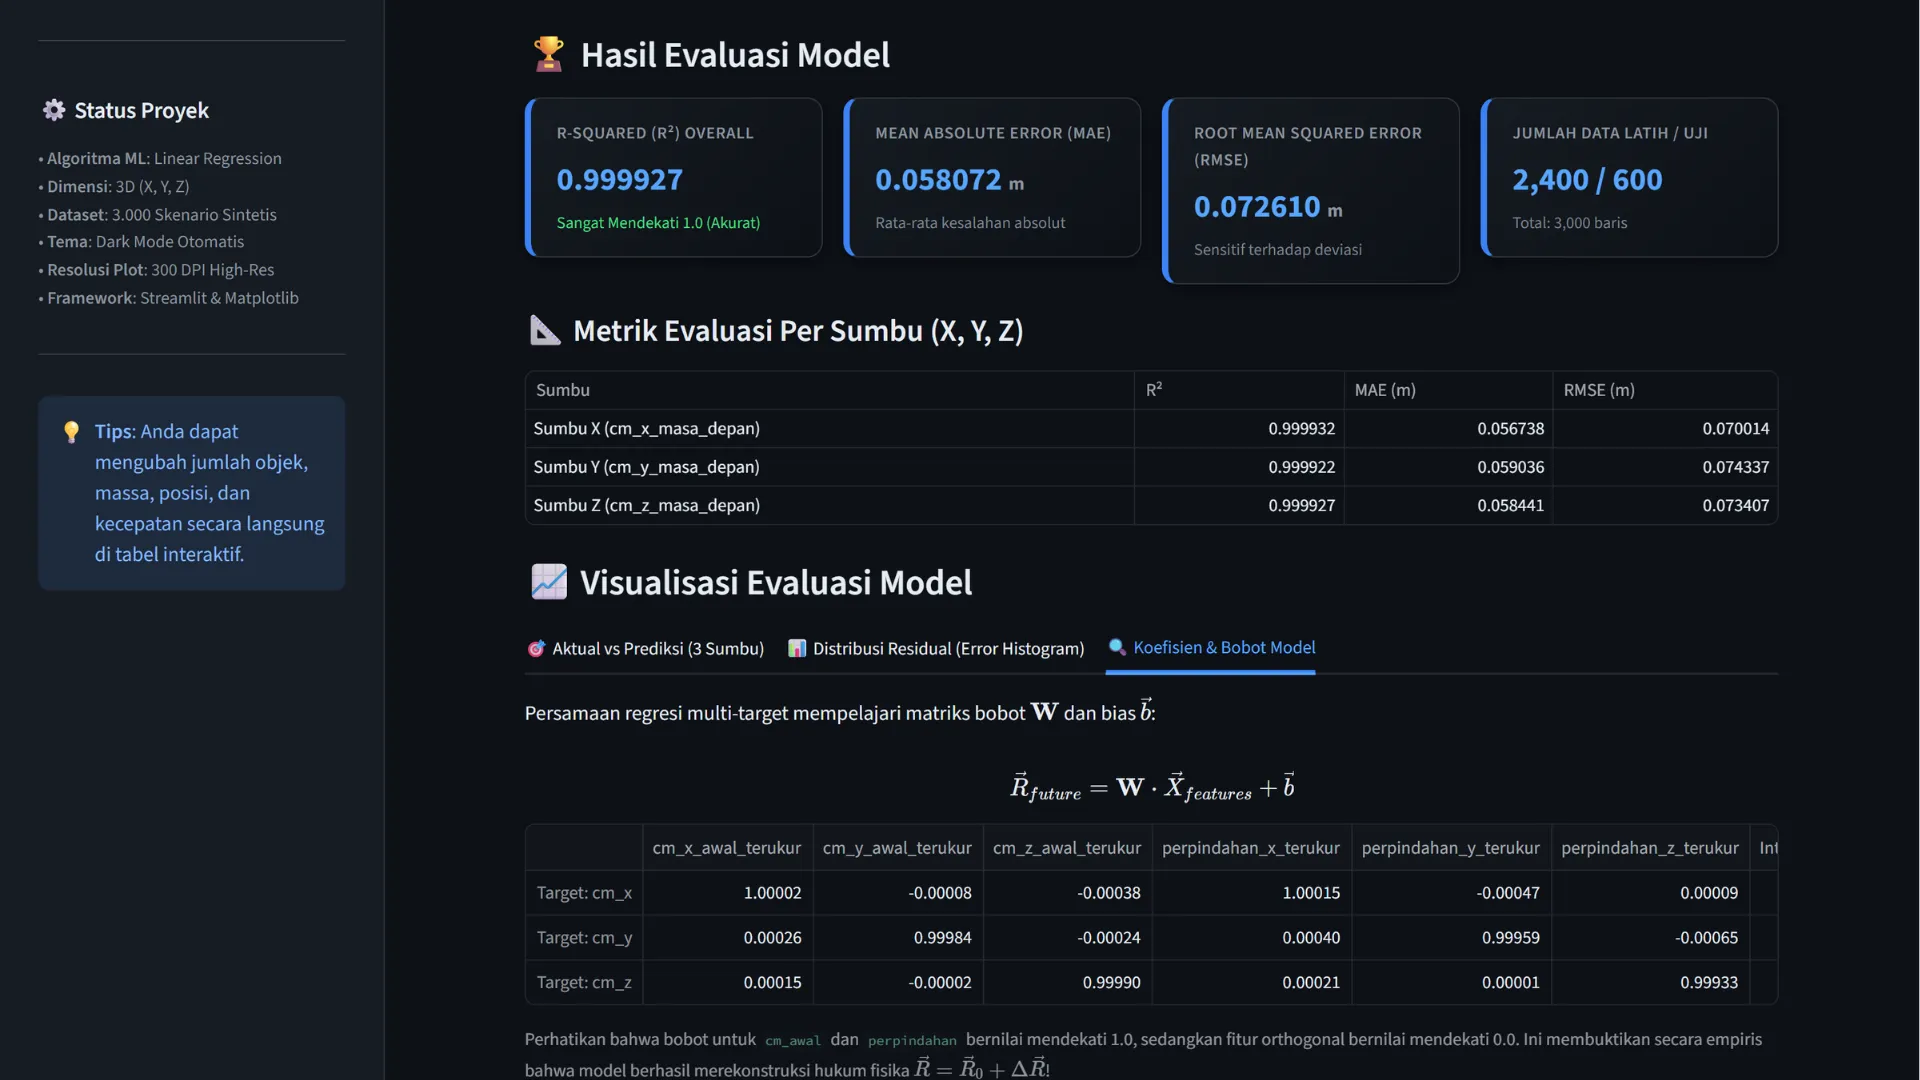 Status Proyek
• Algoritma ML: Linear Regression
• Dimensi: 3D (X, Y, Z)
• Dataset: 3.000 Skenario Sintetis
• Tema: Dark Mode Otomatis
• Resolusi Plot: 300 DPI High-Res
• Framework: Streamlit & Matplotlib
Tips: Anda dapat
mengubah jumlah objek,
massa, posisi, dan
kecepatan secara langsung
di tabel interaktif.
Hasil Evaluasi Model
R-SQUARED (R²) OVERALL
0.999927
Sangat Mendekati 1.0 (Akurat)
MEAN ABSOLUTE ERROR (MAE)
0.058072 m
Rata-rata kesalahan absolut
ROOT MEAN SQUARED ERROR
(RMSE)
0.072610 m
Sensitif terhadap deviasi
JUMLAH DATA LATIH / UJI
2,400 / 600
Total: 3,000 baris
Metrik Evaluasi Per Sumbu (X, Y, Z)
Sumbu R² MAE (m) RMSE (m)
Sumbu X (cm_x_masa_depan) 0.999932 0.056738 0.070014
Sumbu Y (cm_y_masa_depan) 0.999922 0.059036 0.074337
Sumbu Z (cm_z_masa_depan) 0.999927 0.058441 0.073407
Visualisasi Evaluasi Model
Aktual vs Prediksi (3 Sumbu) Distribusi Residual (Error Histogram) Koefisien & Bobot Model
Persamaan regresi multi-target mempelajari matriks bobot W dan bias b⃗:
R⃗_future = W · X⃗_features + b⃗
cm_x_awal_terukur cm_y_awal_terukur cm_z_awal_terukur perpindahan_x_terukur perpindahan_y_terukur perpindahan_z_terukur Int
Target: cm_x 1.00002 -0.00008 -0.00038 1.00015 -0.00047 0.00009
Target: cm_y 0.00026 0.99984 -0.00024 0.00040 0.99959 -0.00065
Target: cm_z 0.00015 -0.00002 0.99990 0.00021 0.00001 0.99933
Perhatikan bahwa bobot untuk cm_awal dan perpindahan bernilai mendekati 1.0, sedangkan fitur orthogonal bernilai mendekati 0.0. Ini membuktikan secara empiris
bahwa model berhasil merekonstruksi hukum fisika R⃗ = R⃗₀ + ΔR⃗!